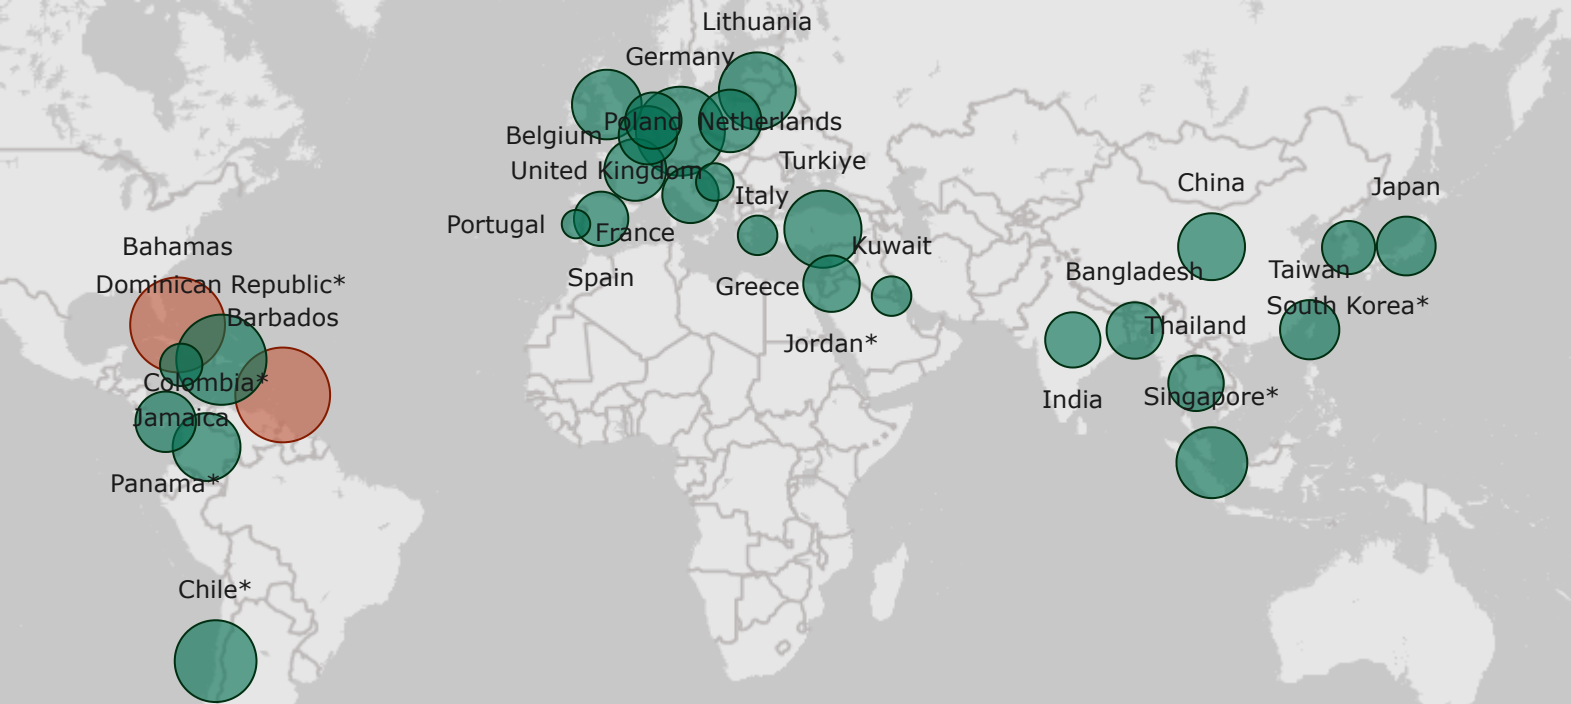 Lithuania
Germany
Poland
Netherlands
Belgium
United Kingdom
Turkiye
Italy
Portugal
France
Spain
Greece
Kuwait
Jordan*
China
Japan
Bangladesh
Taiwan
South Korea*
Thailand
India
Singapore*
Bahamas
Dominican Republic*
Barbados
Colombia*
Jamaica
Panama*
Chile*